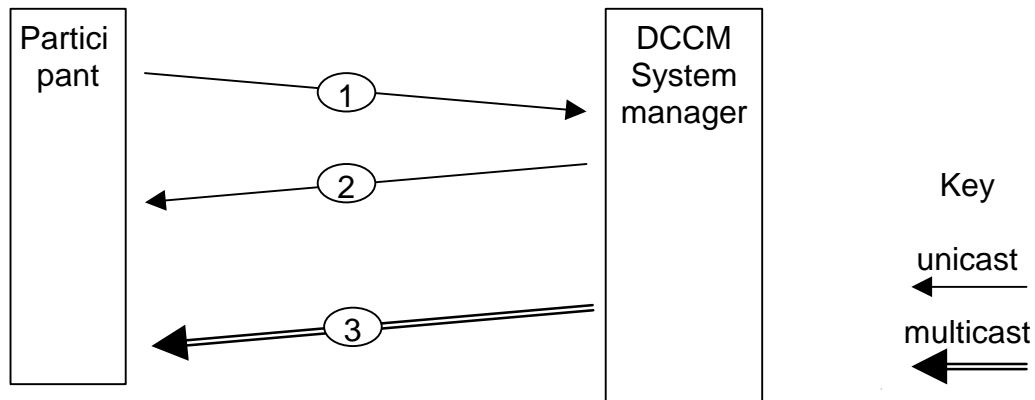 Partici
pant
DCCM
System
manager
1
2
3
Key
unicast
multicast